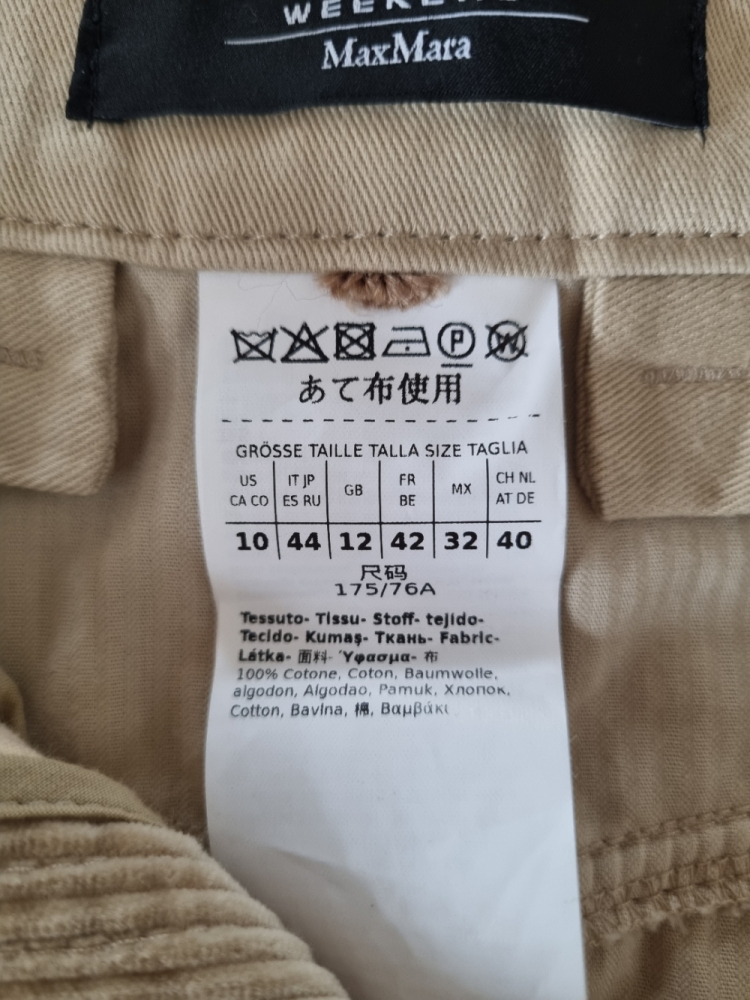 WEEKEND
MaxMara
P W
あて布使用
GRÖSSE TAILLE TALLA SIZE TAGLIA
US CA CO IT JP ES RU GB FR BE MX CH NL AT DE
10 44 12 42 32 40
尺码
175/76A
Tessuto- Tissu- Stoff- tejido-
Tecido- Kumaş- Ткань- Fabric-
Látka- 面料- Ύφασμα- 布
100% Cotone, Coton, Baumwolle,
algodon, Algodao, Pamuk, Хлопок,
Cotton, Bavlna, 棉, Βαμβάκι